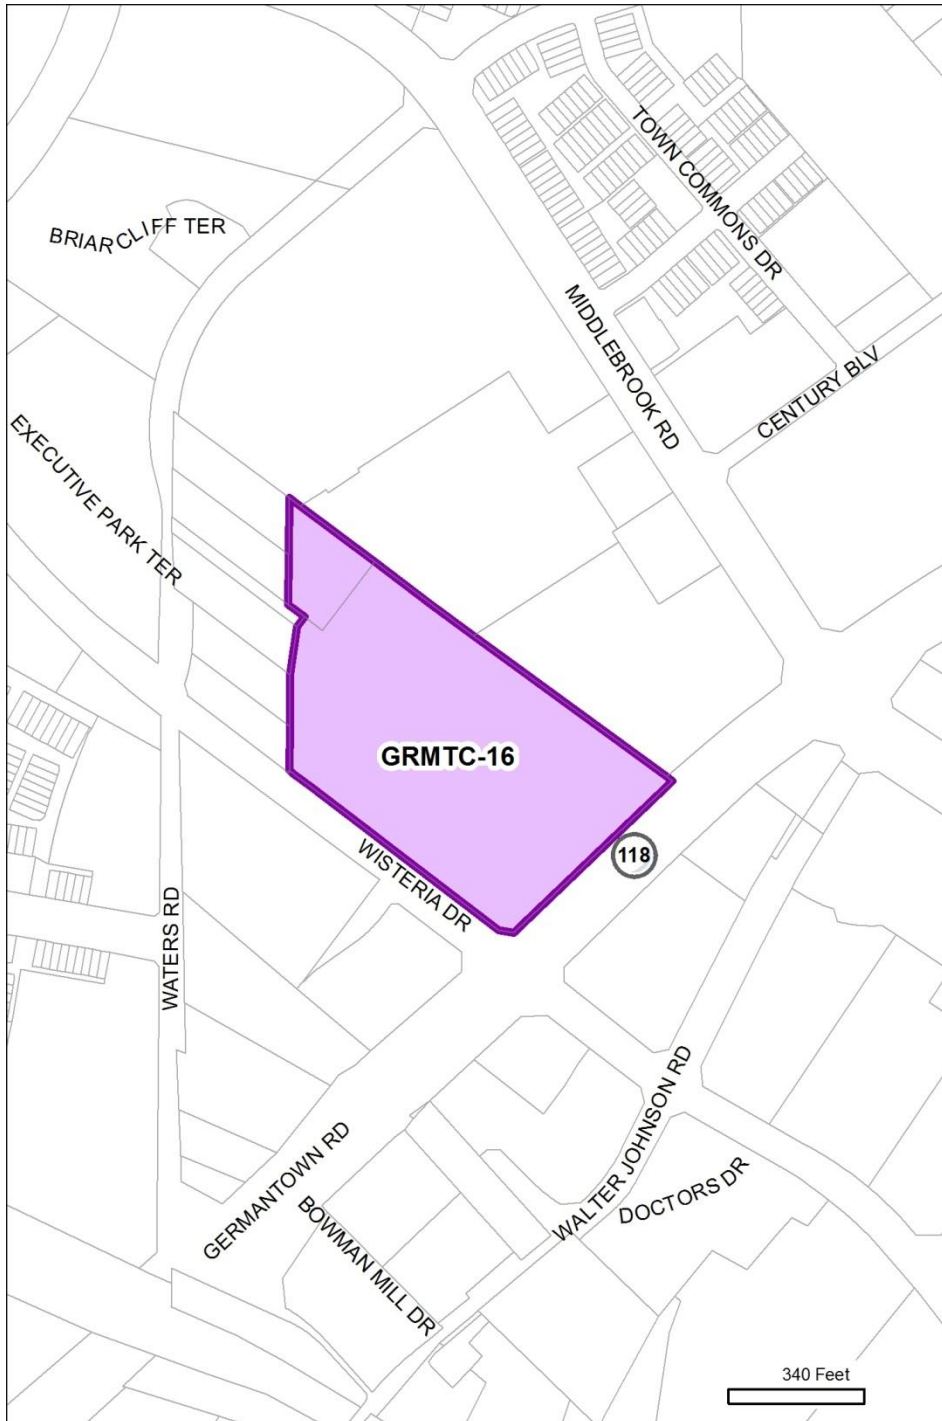 TOWN COMMONS DR
BRIARCLIFF TER
MIDDLEBROOK RD
CENTURY BLV
EXECUTIVE PARK TER
GRMTC-16
118
WISTERIA DR
WATERS RD
WALTER JOHNSON RD
GERMANTOWN RD
DOCTORS DR
BOWMAN MILL DR
340 Feet